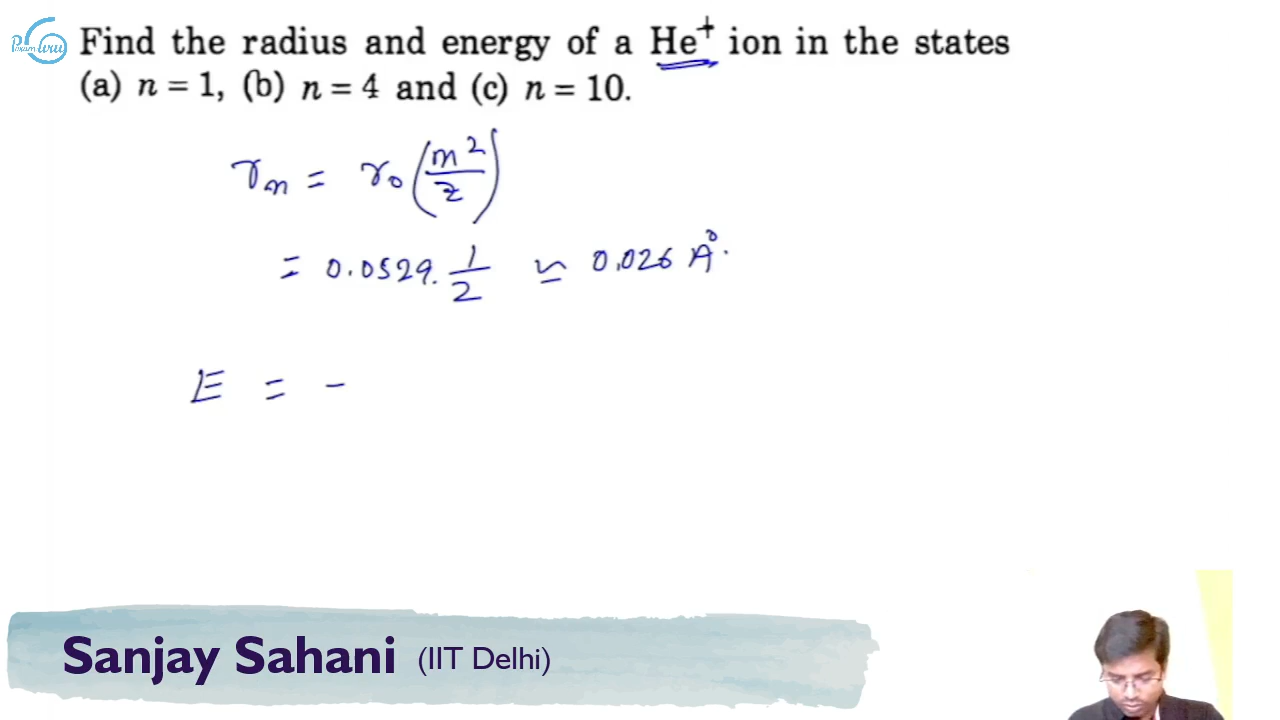 Find the radius and energy of a He⁺ ion in the states
(a) n = 1, (b) n = 4 and (c) n = 10.
rₙ = r₀ (n²/z)
= 0.0529. 1/2 ≃ 0.026 A°.
E = -
Sanjay Sahani (IIT Delhi)